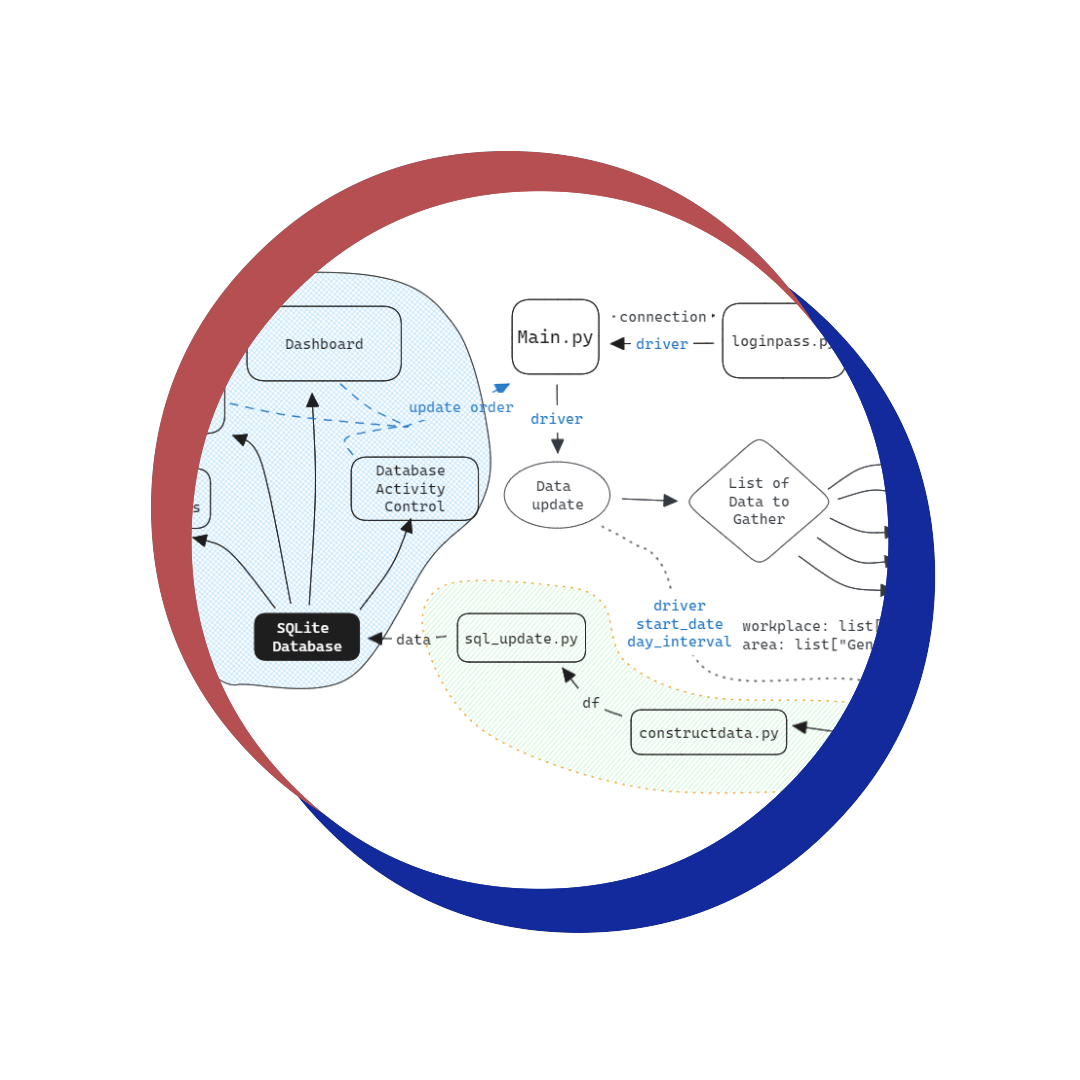 Dashboard
update order
Database
Activity
Control
s
SQLite
Database
data
Main.py
connection
driver
loginpass.py
driver
Data
update
List of
Data to
Gather
driver
start_date
day_interval
workplace: list[
area: list["Gen
sql_update.py
df
constructdata.py